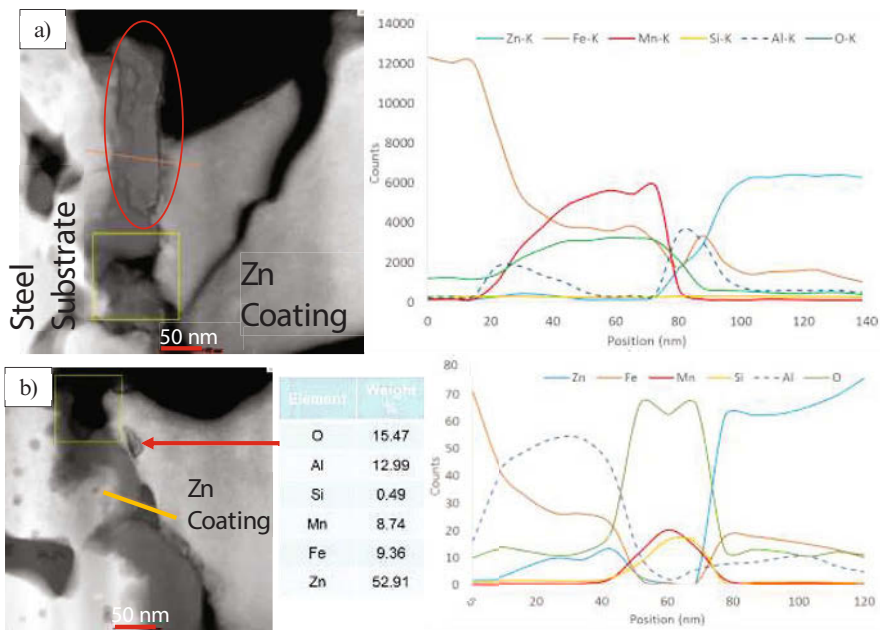 a)
Steel
Substrate
Zn
Coating
50 nm
14000
12000
10000
8000
6000
4000
2000
0
Counts
Zn-K Fe-K Mn-K Si-K Al-K O-K
0 20 40 60 80 100 120 140
Position (nm)
b)
Zn
Coating
50 nm
Element Weight %
O 15.47
Al 12.99
Si 0.49
Mn 8.74
Fe 9.36
Zn 52.91
80
70
60
50
40
30
20
10
0
Counts
Zn Fe Mn Si Al O
20 40 60 80 100 120
Position (nm)